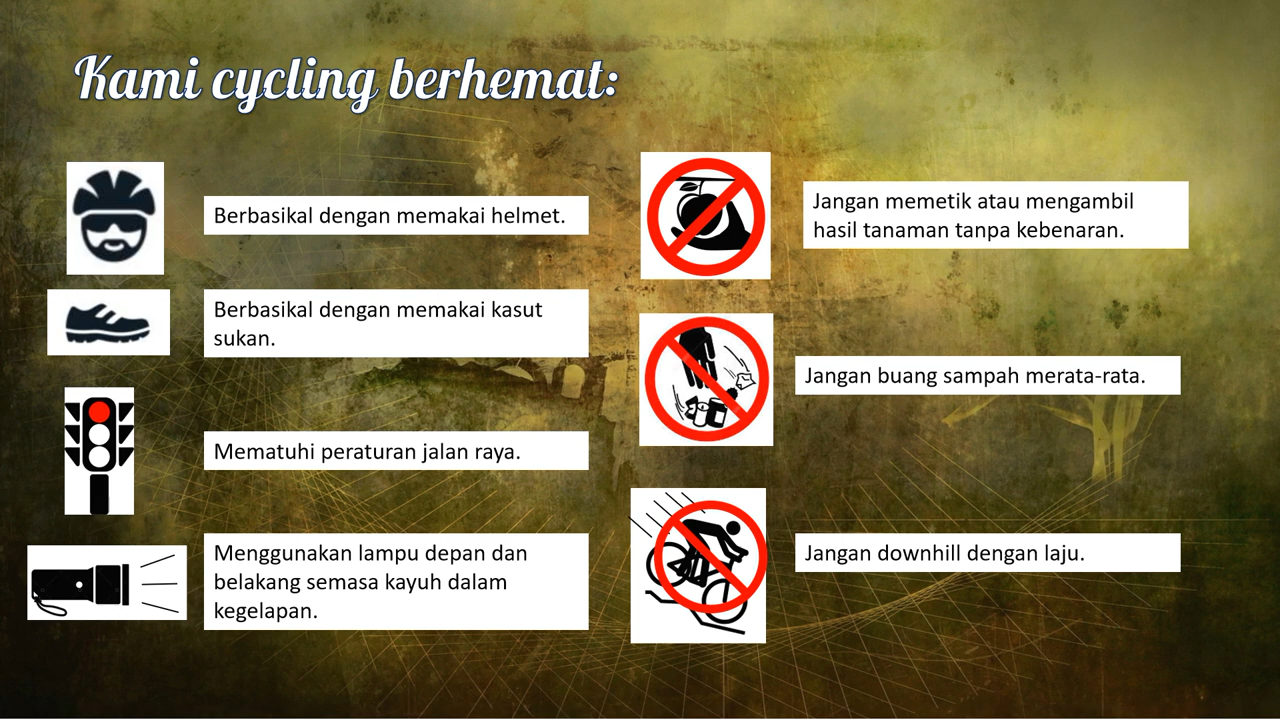 Kami cycling berhemat:
Berbasikal dengan memakai helmet.
Berbasikal dengan memakai kasut
sukan.
Mematuhi peraturan jalan raya.
Menggunakan lampu depan dan
belakang semasa kayuh dalam
kegelapan.
Jangan memetik atau mengambil
hasil tanaman tanpa kebenaran.
Jangan buang sampah merata-rata.
Jangan downhill dengan laju.